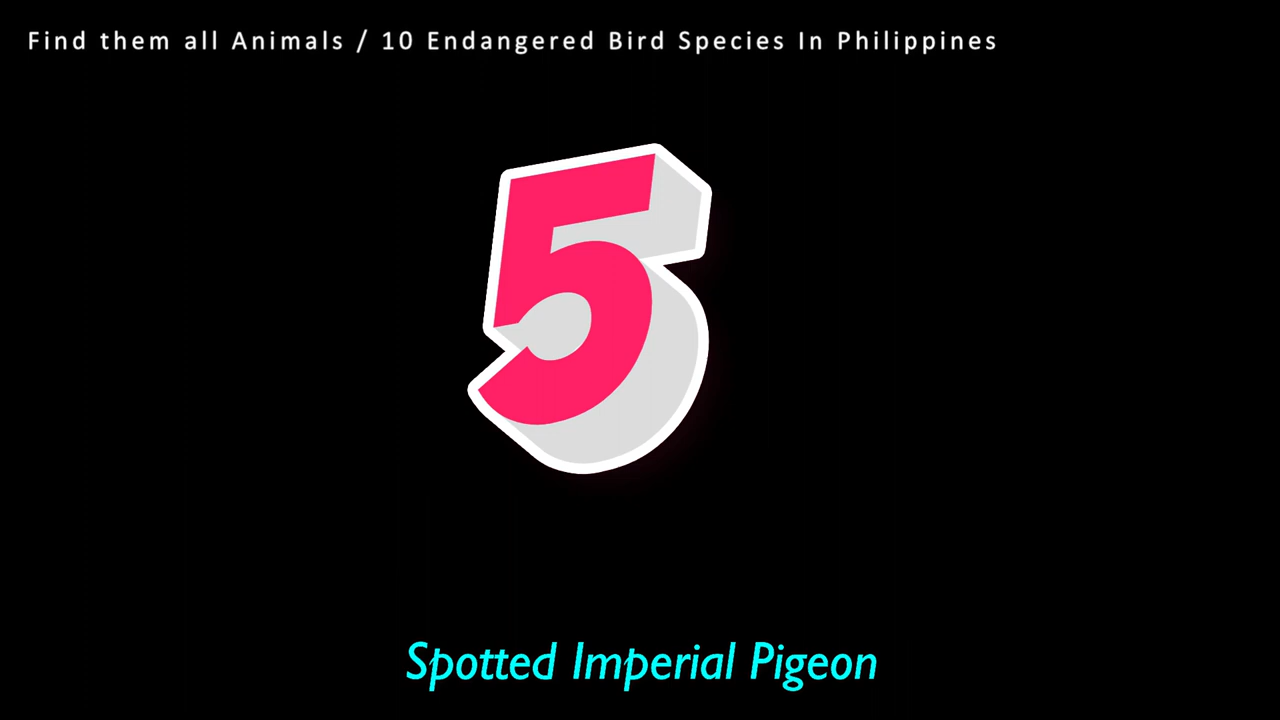 Find them all Animals / 10 Endangered Bird Species In Philippines
5
Spotted Imperial Pigeon